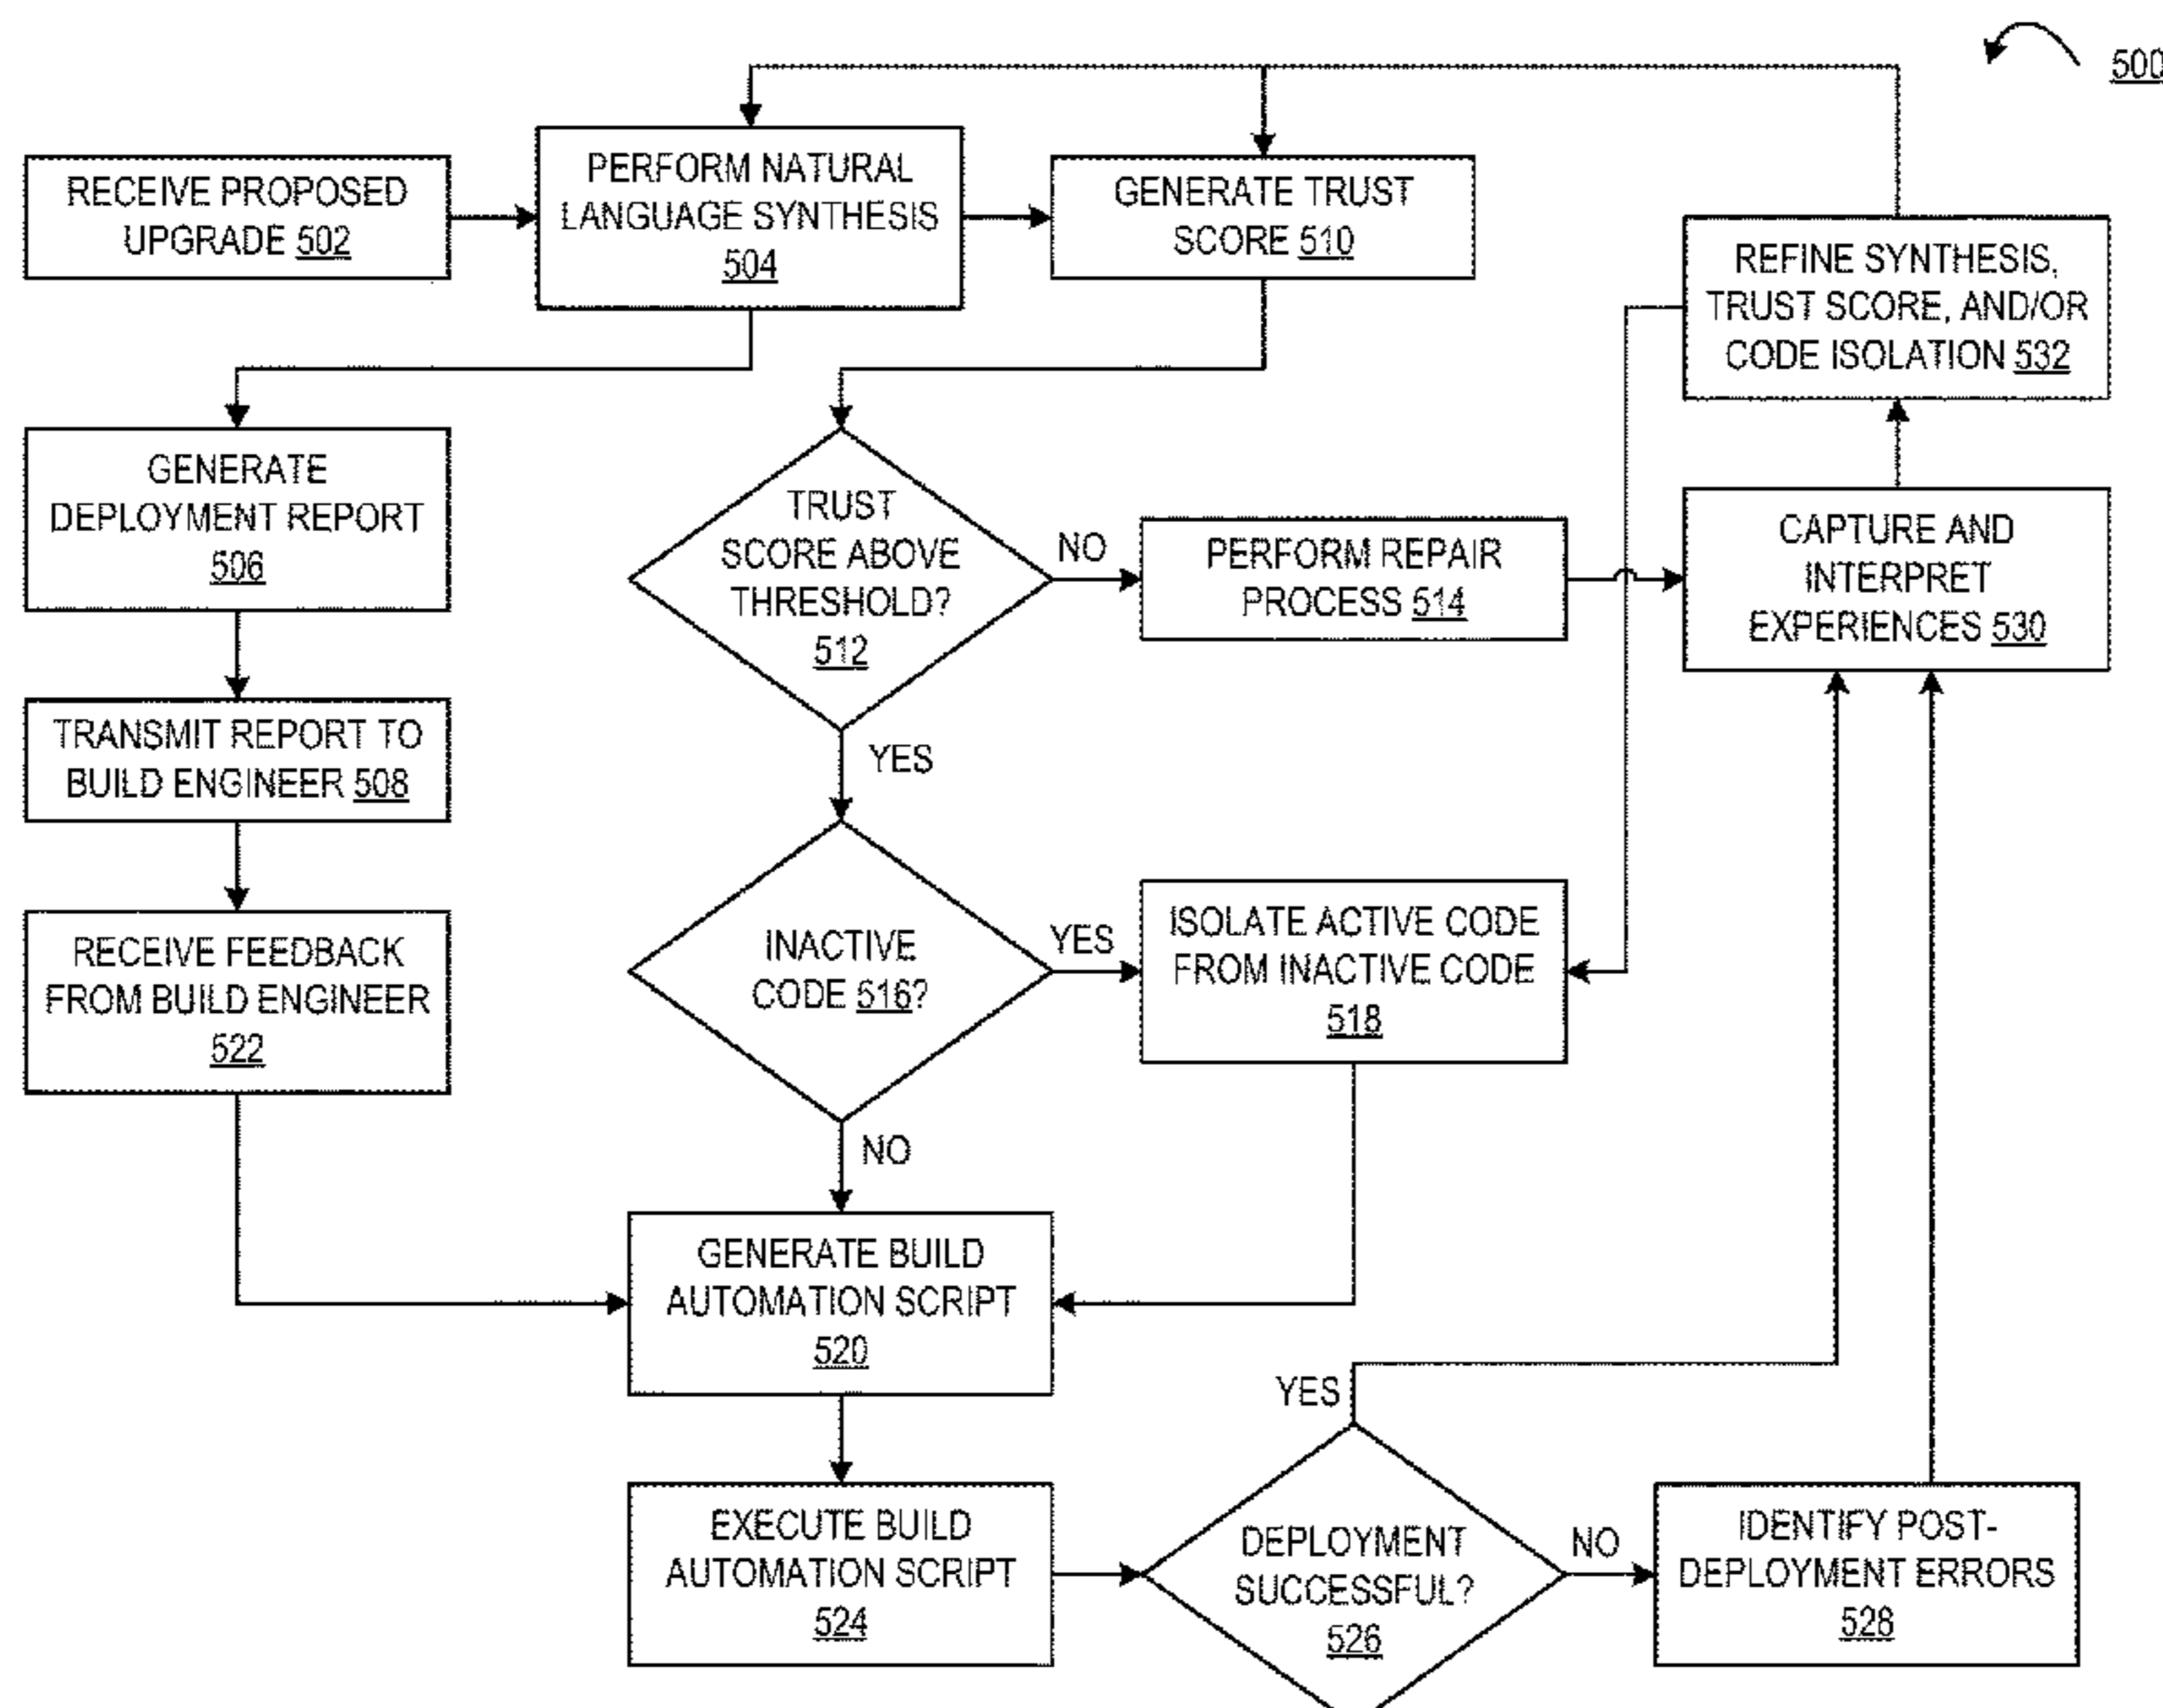 500
RECEIVE PROPOSED
UPGRADE 502
PERFORM NATURAL
LANGUAGE SYNTHESIS
504
GENERATE TRUST
SCORE 510
REFINE SYNTHESIS,
TRUST SCORE, AND/OR
CODE ISOLATION 532
GENERATE
DEPLOYMENT REPORT
506
TRUST
SCORE ABOVE
THRESHOLD?
512
NO
PERFORM REPAIR
PROCESS 514
CAPTURE AND
INTERPRET
EXPERIENCES 530
TRANSMIT REPORT TO
BUILD ENGINEER 508
YES
RECEIVE FEEDBACK
FROM BUILD ENGINEER
522
INACTIVE
CODE 516?
YES
ISOLATE ACTIVE CODE
FROM INACTIVE CODE
518
NO
GENERATE BUILD
AUTOMATION SCRIPT
520
YES
EXECUTE BUILD
AUTOMATION SCRIPT
524
DEPLOYMENT
SUCCESSFUL?
526
NO
IDENTIFY POST-
DEPLOYMENT ERRORS
528